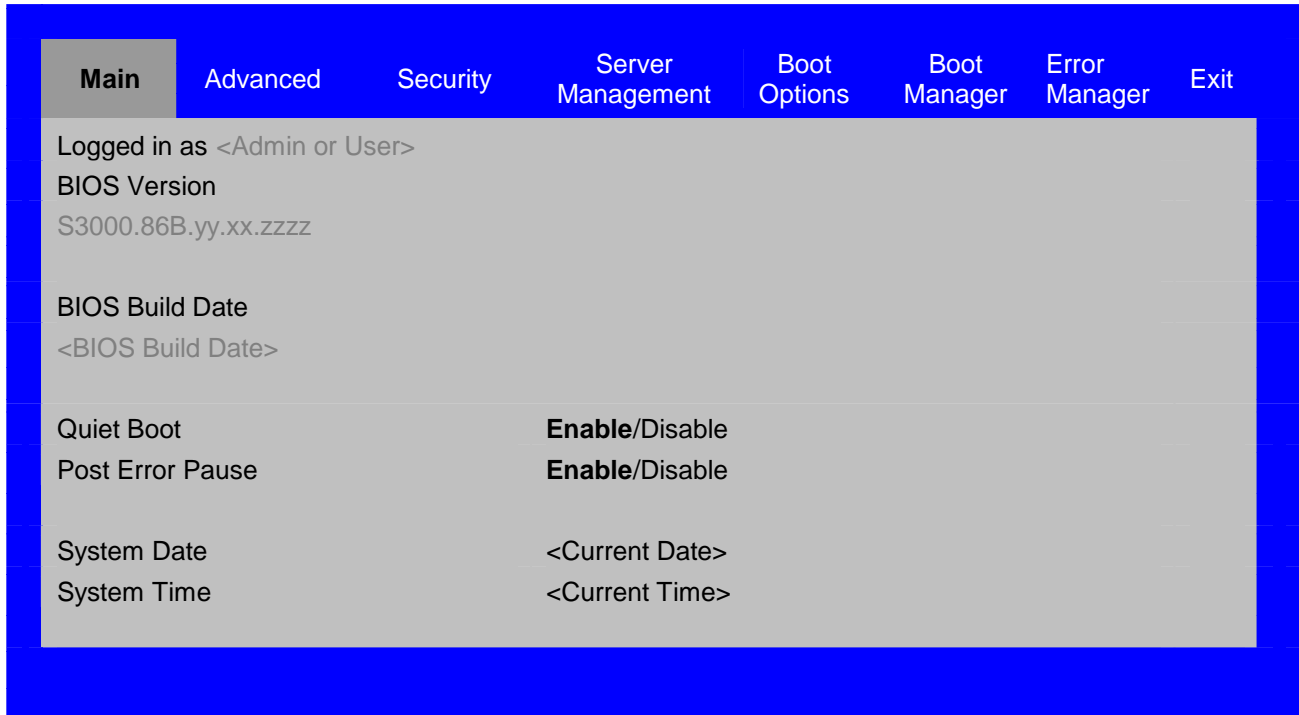 Main Advanced Security Server Management Boot Options Boot Manager Error Manager Exit
Logged in as <Admin or User>
BIOS Version
S3000.86B.yy.xx.zzzz
BIOS Build Date
<BIOS Build Date>
Quiet Boot Enable/Disable
Post Error Pause Enable/Disable
System Date <Current Date>
System Time <Current Time>